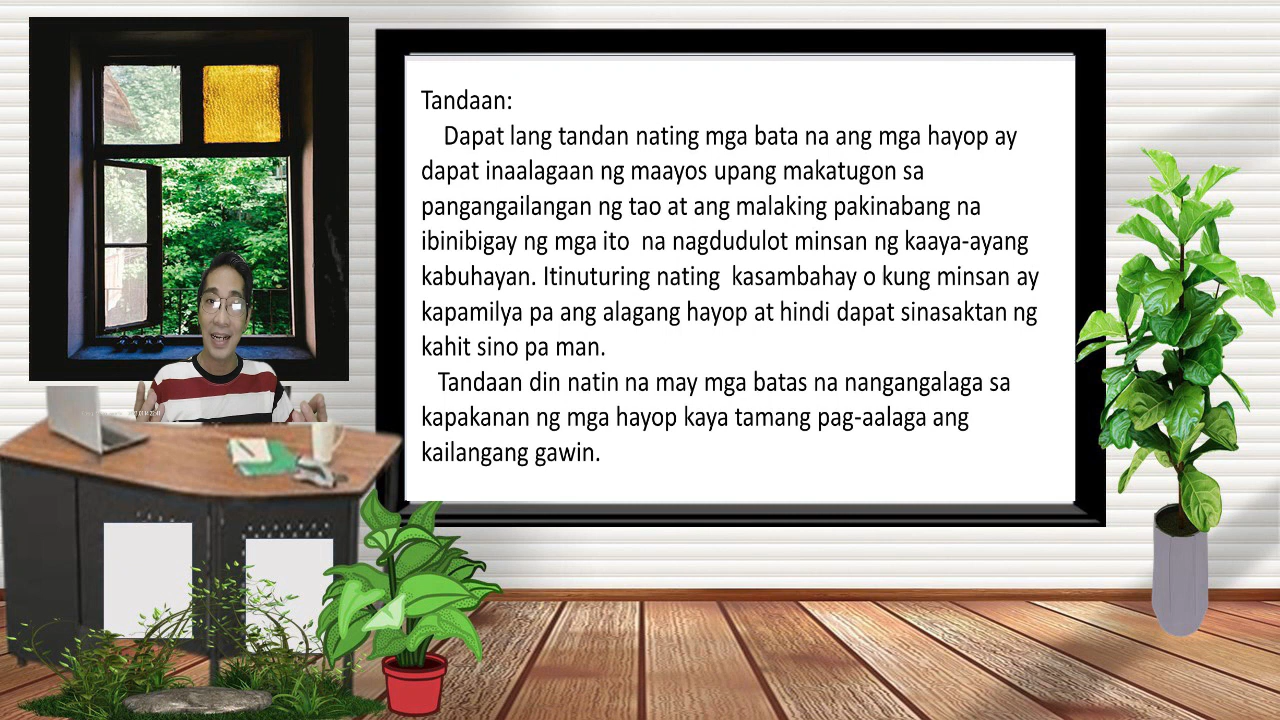 Tandaan:
Dapat lang tandan nating mga bata na ang mga hayop ay
dapat inaalagaan ng maayos upang makatugon sa
pangangailangan ng tao at ang malaking pakinabang na
ibinibigay ng mga ito na nagdudulot minsan ng kaaya-ayang
kabuhayan. Itinuturing nating kasambahay o kung minsan ay
kapamilya pa ang alagang hayop at hindi dapat sinasaktan ng
kahit sino pa man.
Tandaan din natin na may mga batas na nangangalaga sa
kapakanan ng mga hayop kaya tamang pag-aalaga ang
kailangang gawin.